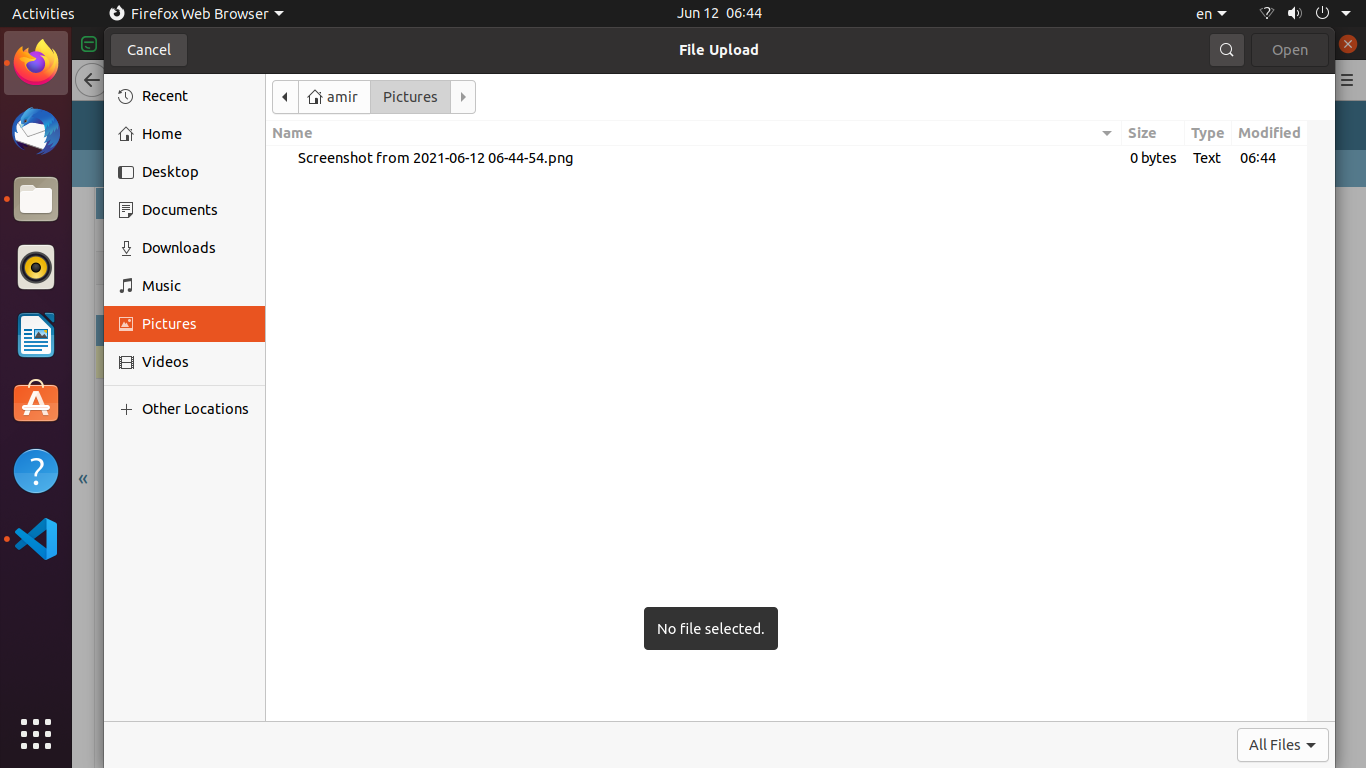 Activities
Firefox Web Browser
Jun 12 06:44
en
Cancel
File Upload
Open
Recent
Home
Desktop
Documents
Downloads
Music
Pictures
Videos
Other Locations
amir
Pictures
Name
Size
Type
Modified
Screenshot from 2021-06-12 06-44-54.png
0 bytes
Text
06:44
No file selected.
All Files